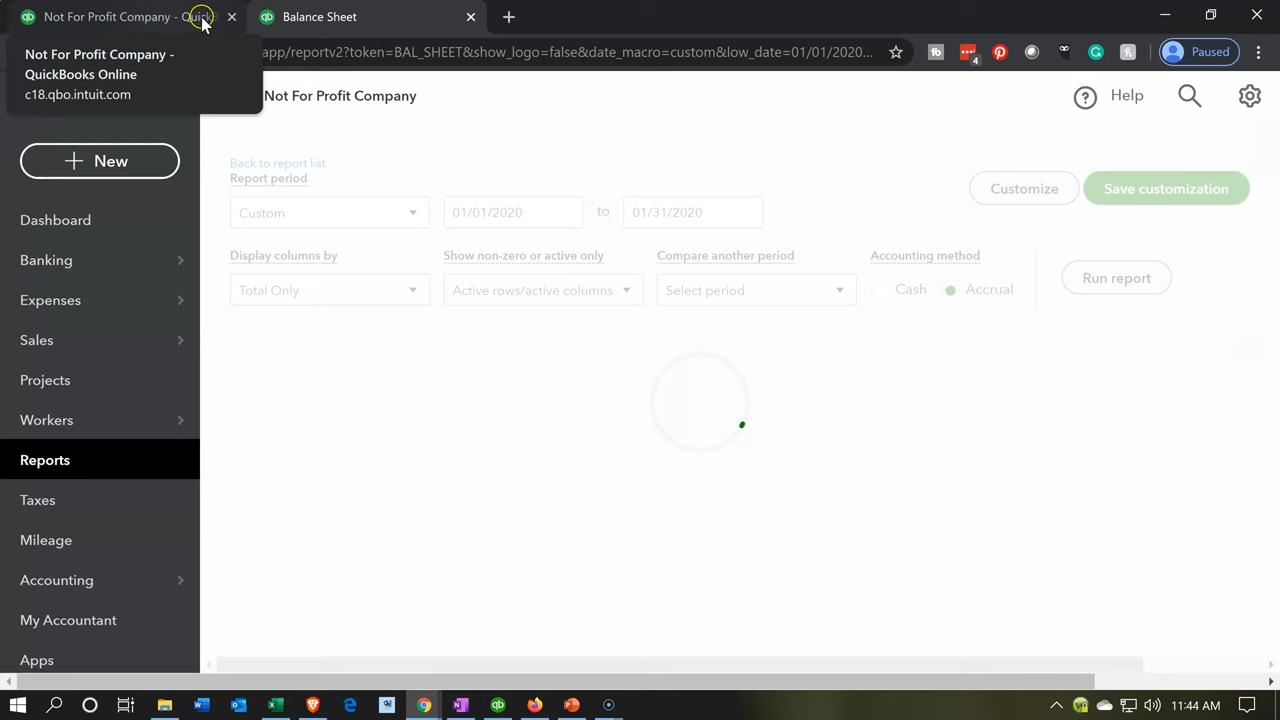 Not For Profit Company - Quick
Balance Sheet
Not For Profit Company -
QuickBooks Online
c18.qbo.intuit.com
app/reportv2?token=BAL_SHEET&show_logo=false&date_macro=custom&low_date=01/01/2020...
4
Paused
Not For Profit Company
Help
New
Dashboard
Banking
Expenses
Sales
Projects
Workers
Reports
Taxes
Mileage
Accounting
My Accountant
Apps
Back to report list
Report period
Custom
01/01/2020
to
01/31/2020
Customize
Save customization
Display columns by
Show non-zero or active only
Compare another period
Accounting method
Total Only
Active rows/active columns
Select period
Cash
Accrual
Run report
11:44 AM